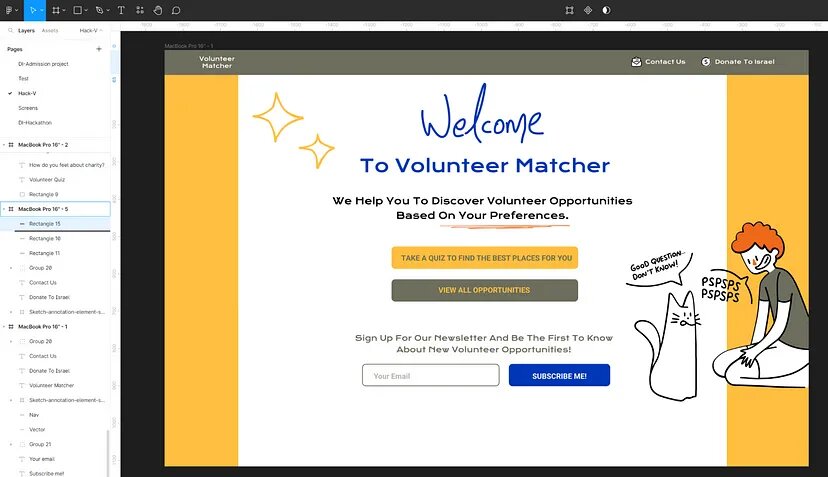 Layers
Assets
Hack-V
Pages
DI-Admission project
Test
Hack-V
Screens
DI-Hackathon
MacBook Pro 16" - 2
How do you feel about charity?
Volunteer Quiz
Rectangle 9
MacBook Pro 16" - 5
Rectangle 15
Rectangle 16
Rectangle 11
Group 20
Contact Us
Donate To Israel
Sketch-annotation-element-s...
MacBook Pro 16" - 1
Group 20
Contact Us
Donate To Israel
Volunteer Matcher
Sketch-annotation-element-s...
Nav
Vector
Group 21
Your email
Subscribe me!
MacBook Pro 16" - 1
Volunteer
Matcher
Contact Us
Donate To Israel
Welcome
To Volunteer Matcher
We Help You To Discover Volunteer Opportunities
Based On Your Preferences.
TAKE A QUIZ TO FIND THE BEST PLACES FOR YOU
VIEW ALL OPPORTUNITIES
GOOD QUESTION...
DON'T KNOW!
PSPSPS
PSPSPS
Sign Up For Our Newsletter And Be The First To Know
About New Volunteer Opportunities!
Your Email
SUBSCRIBE ME!